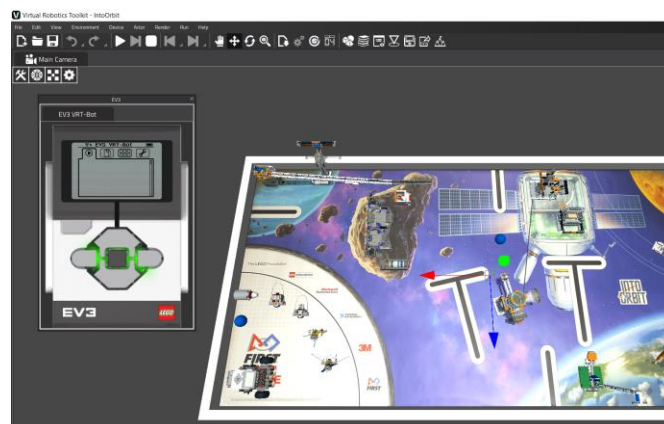 Virtual Robotics Toolkit - IntoOrbit
File Edit View Environment Device Actor Render Run Help
Main Camera
EV3
EV3 VRT-Bot
EV3 VRT-Bot
EV3
LEGO
FIRST
3M
FIRST
INTO
ORBIT